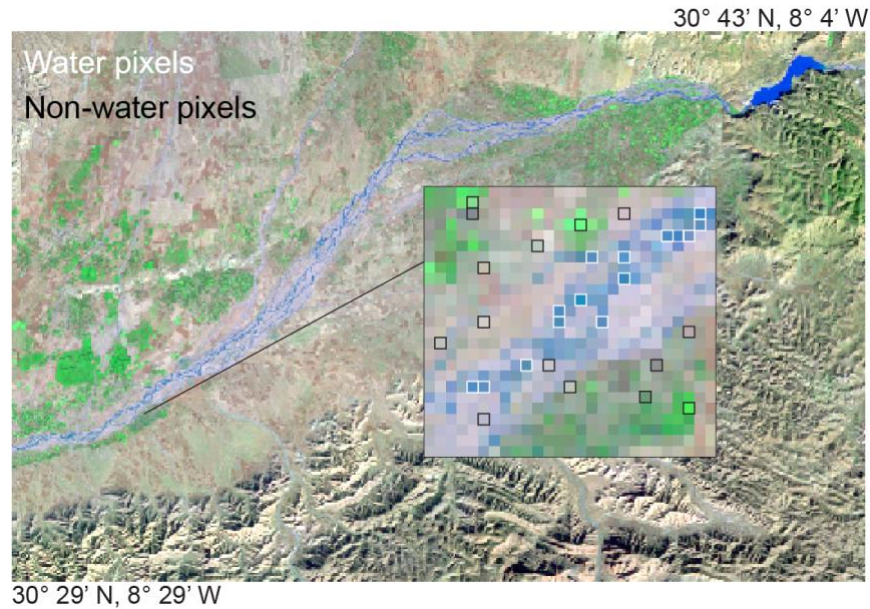 30° 43’ N, 8° 4’ W
Water pixels
Non-water pixels
30° 29’ N, 8° 29’ W